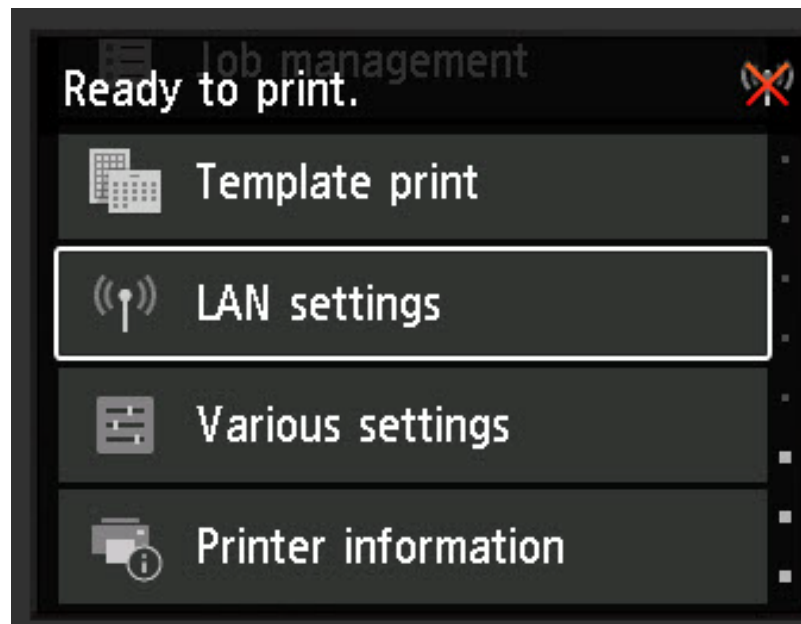 Job management
Ready to print.
Template print
LAN settings
Various settings
Printer information